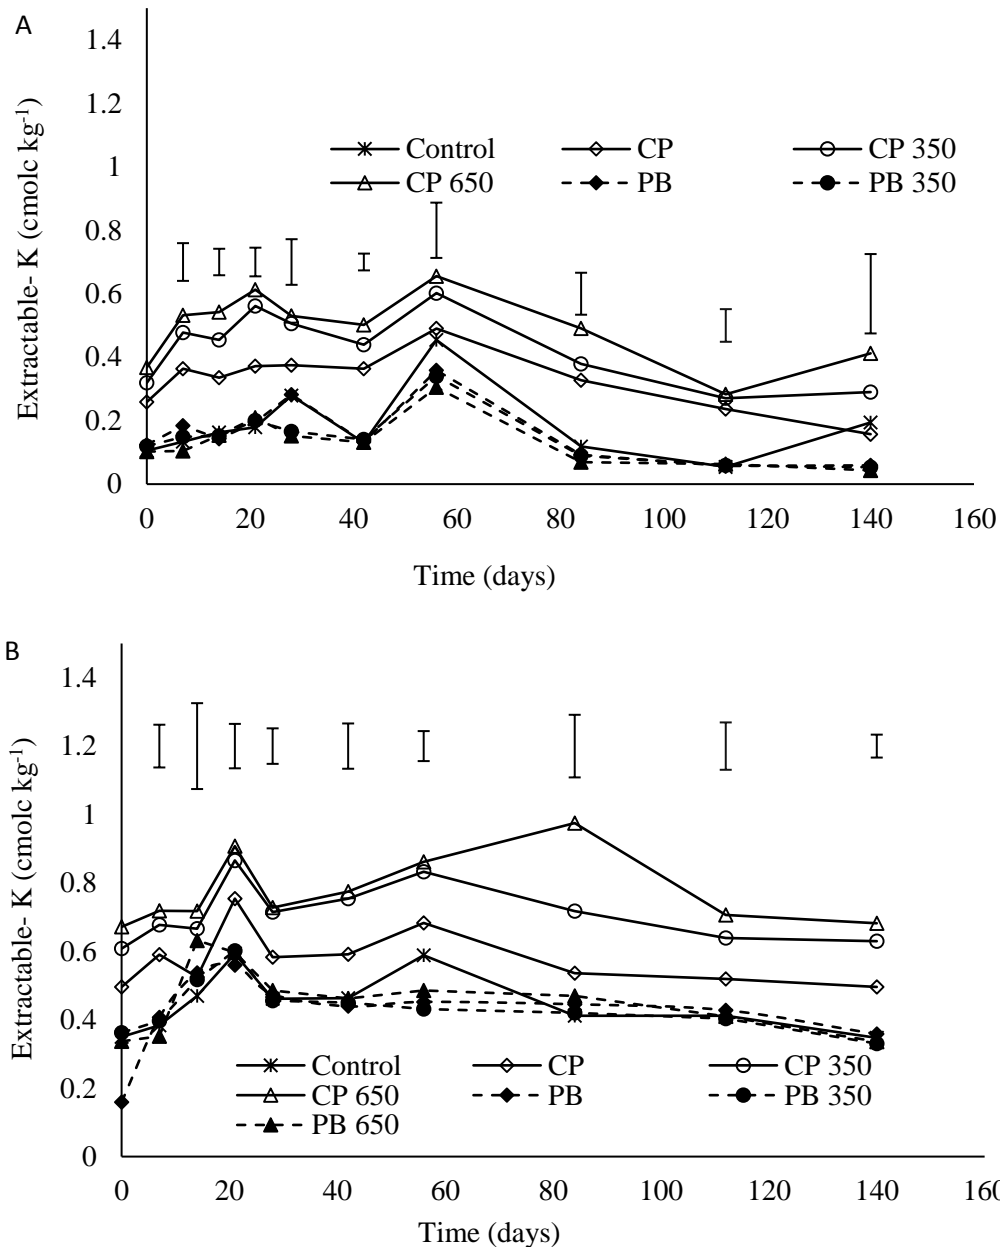 A
1.4
1.2
1
0.8
0.6
0.4
0.2
0
Extractable- K (cmolc kg⁻¹)
Control CP CP 350
CP 650 PB PB 350
0 20 40 60 80 100 120 140 160
Time (days)
B
1.4
1.2
1
0.8
0.6
0.4
0.2
0
Extractable- K (cmolc kg⁻¹)
Control CP CP 350
CP 650 PB PB 350
PB 650
0 20 40 60 80 100 120 140 160
Time (days)